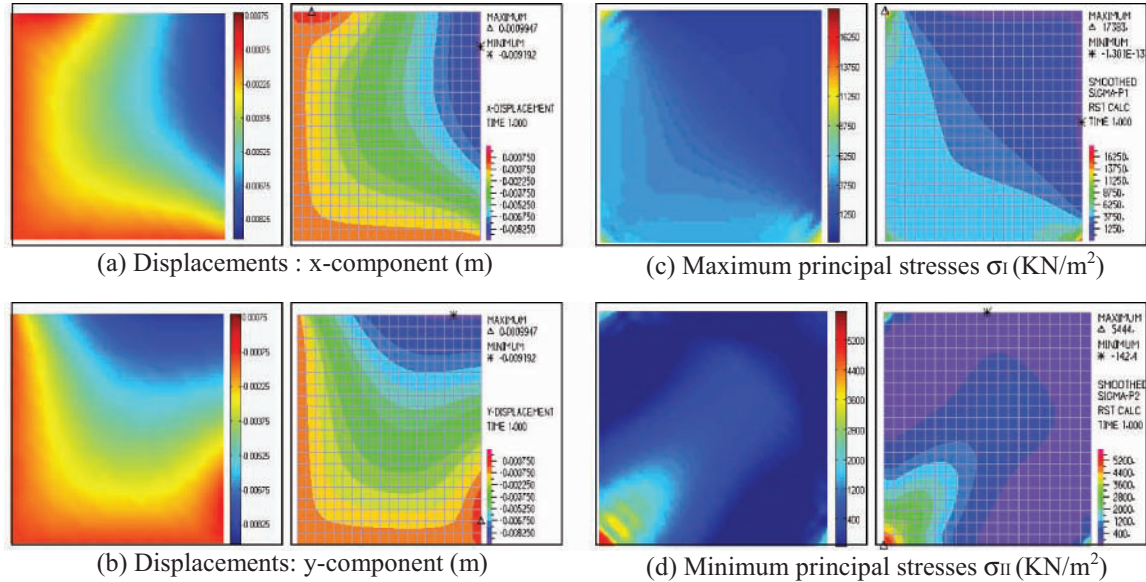 0.00075
-0.00075
-0.00225
-0.00375
-0.00525
-0.00675
-0.00825
MAXIMUM
Δ 0.0009947
MINIMUM
* -0.009192
X-DISPLACEMENT
TIME 1.000
0.000750
-0.000750
-0.002250
-0.003750
-0.005250
-0.006750
-0.008250
(a) Displacements : x-component (m)
16250
13750
11250
8750
6250
3750
1250
MAXIMUM
Δ 17383.
MINIMUM
* -1.301E-13
SMOOTHED
SIGMA-P1
RST CALC
TIME 1.000
16250.
13750.
11250.
8750.
6250.
3750.
1250.
(c) Maximum principal stresses σI (KN/m²)
0.00075
-0.00075
-0.00225
-0.00375
-0.00525
-0.00675
-0.00825
MAXIMUM
Δ 0.0009947
MINIMUM
* -0.009192
Y-DISPLACEMENT
TIME 1.000
0.000750
-0.000750
-0.002250
-0.003750
-0.005250
-0.006750
-0.008250
(b) Displacements: y-component (m)
5200
4400
3600
2800
2000
1200
400
MAXIMUM
Δ 5444.
MINIMUM
* -142.4
SMOOTHED
SIGMA-P2
RST CALC
TIME 1.000
5200.
4400.
3600.
2800.
2000.
1200.
400.
(d) Minimum principal stresses σII (KN/m²)